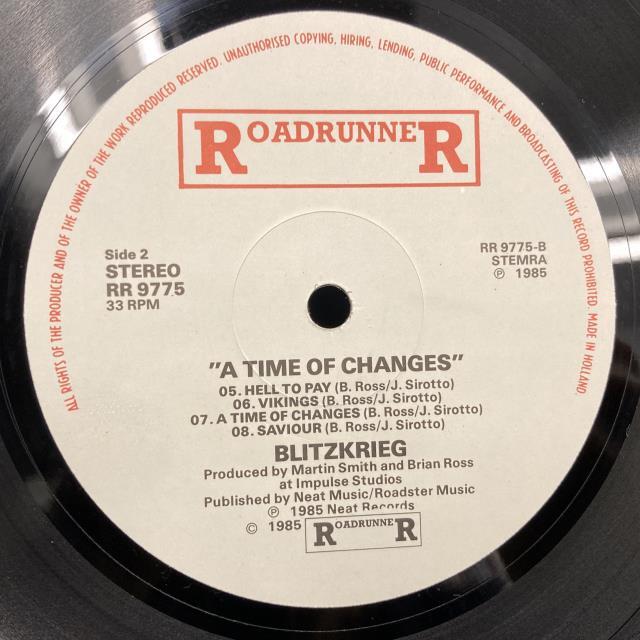 ALL RIGHTS OF THE PRODUCER AND OF THE OWNER OF THE WORK REPRODUCED RESERVED. UNAUTHORISED COPYING, HIRING, LENDING, PUBLIC PERFORMANCE AND BROADCASTING OF THIS RECORD PROHIBITED. MADE IN HOLLAND.
ROADRUNNER
Side 2
STEREO
RR 9775
33 RPM
RR 9775-B
STEMRA
℗ 1985
"A TIME OF CHANGES"
05. HELL TO PAY (B. Ross/J. Sirotto)
06. VIKINGS (B. Ross/J. Sirotto)
07. A TIME OF CHANGES (B. Ross/J. Sirotto)
08. SAVIOUR (B. Ross/J. Sirotto)
BLITZKRIEG
Produced by Martin Smith and Brian Ross
at Impulse Studios
Published by Neat Music/Roadster Music
℗ 1985 Neat Records
© 1985 ROADRUNNER